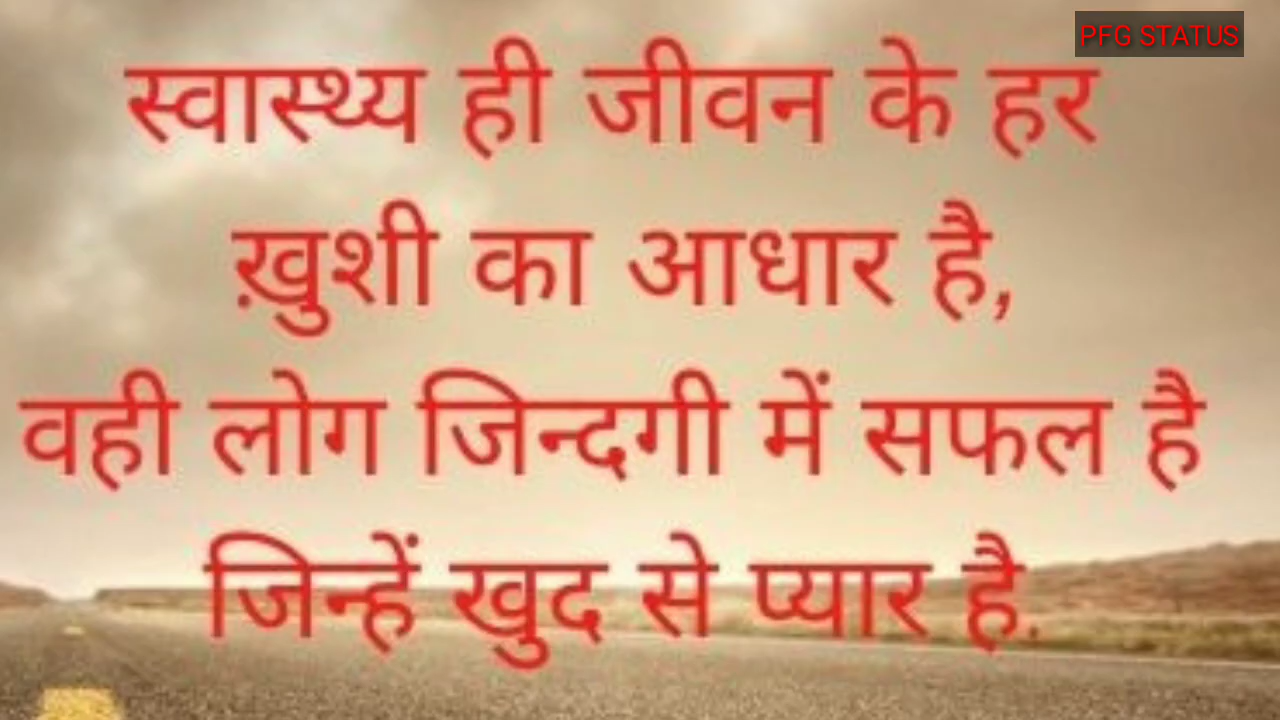 PFG STATUS
स्वास्थ्य ही जीवन के हर
ख़ुशी का आधार है,
वही लोग जिन्दगी में सफल है
जिन्हें खुद से प्यार है.